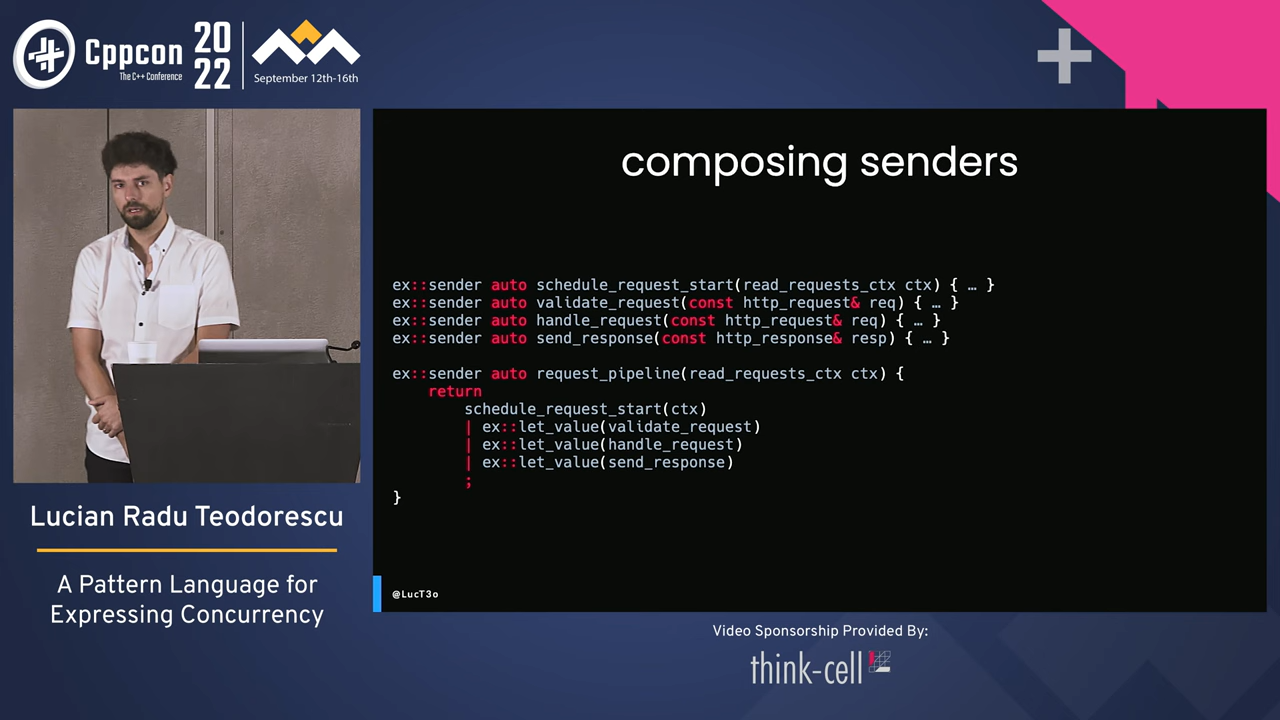 Cppcon
The C++ Conference
20
22
September 12th-16th
composing senders
ex::sender auto schedule_request_start(read_requests_ctx ctx) { … }
ex::sender auto validate_request(const http_request& req) { … }
ex::sender auto handle_request(const http_request& req) { … }
ex::sender auto send_response(const http_response& resp) { … }
ex::sender auto request_pipeline(read_requests_ctx ctx) {
    return
        schedule_request_start(ctx)
        | ex::let_value(validate_request)
        | ex::let_value(handle_request)
        | ex::let_value(send_response)
        ;
}
@LucT3o
Lucian Radu Teodorescu
A Pattern Language for
Expressing Concurrency
Video Sponsorship Provided By:
think-cell